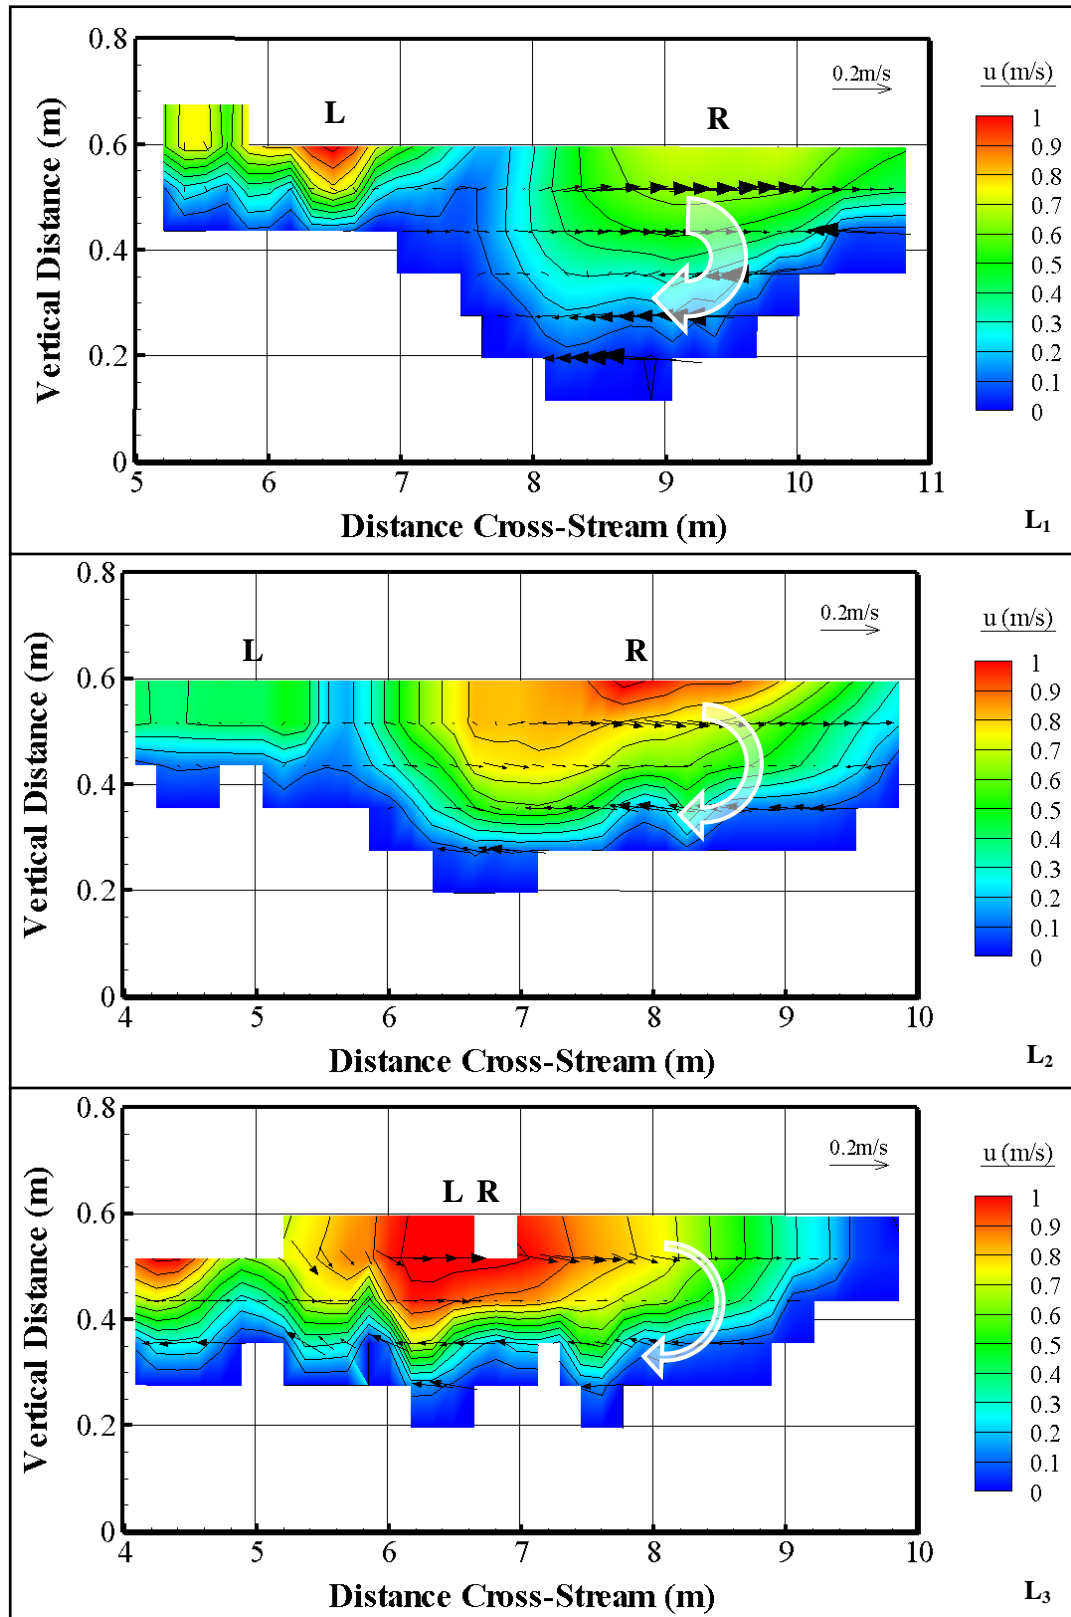 0.8
0.2m/s
u (m/s)
L
R
1
0.9
0.8
0.7
0.6
0.5
0.4
0.3
0.2
0.1
0
0.6
0.4
0.2
0
Vertical Distance (m)
5 6 7 8 9 10 11
Distance Cross-Stream (m)
L1
0.8
0.2m/s
u (m/s)
L
R
1
0.9
0.8
0.7
0.6
0.5
0.4
0.3
0.2
0.1
0
0.6
0.4
0.2
0
Vertical Distance (m)
4 5 6 7 8 9 10
Distance Cross-Stream (m)
L2
0.8
0.2m/s
u (m/s)
L R
1
0.9
0.8
0.7
0.6
0.5
0.4
0.3
0.2
0.1
0
0.6
0.4
0.2
0
Vertical Distance (m)
4 5 6 7 8 9 10
Distance Cross-Stream (m)
L3